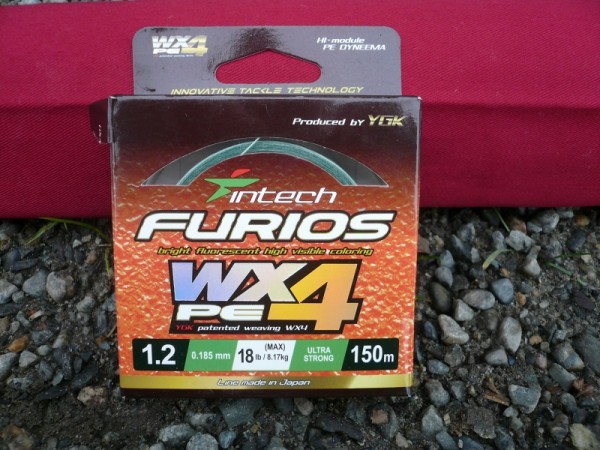 WX4
PE
Hi-module
PE DYNEEMA
INNOVATIVE TACKLE TECHNOLOGY
Produced by YGK
intech
FURIOS
bright fluorescent high visible coloring
WX4
PE
YGK patented weaving WX4
1.2 0.185 mm 18 (MAX) lb/8.17kg ULTRA STRONG 150m
Line made in Japan